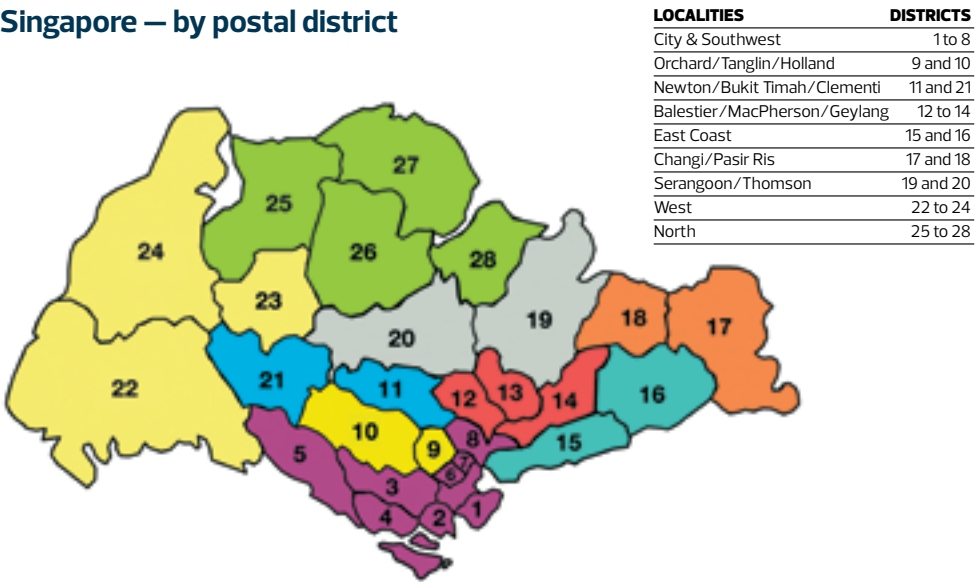 Singapore — by postal district
LOCALITIES DISTRICTS
City & Southwest 1 to 8
Orchard/Tanglin/Holland 9 and 10
Newton/Bukit Timah/Clementi 11 and 21
Balestier/MacPherson/Geylang 12 to 14
East Coast 15 and 16
Changi/Pasir Ris 17 and 18
Serangoon/Thomson 19 and 20
West 22 to 24
North 25 to 28
27
25
24
26
28
23
19
18
17
20
22
21
11
12
13
14
16
10
9
8
15
5
7
6
3
4
2
1